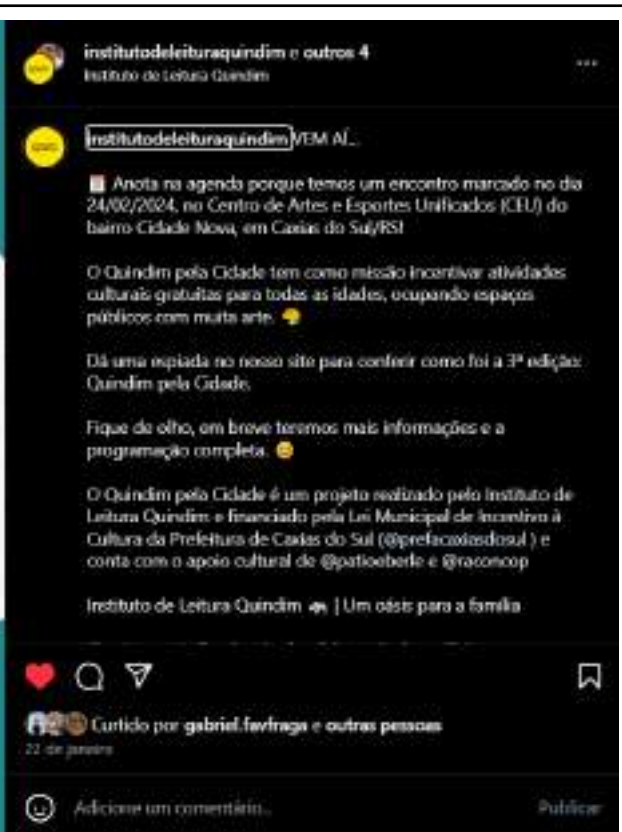 institutodeleituraquindim e outros 4
Instituto de Leitura Quindim
institutodeleituraquindim VEM AÍ...
Anota na agenda porque temos um encontro marcado no dia
24/02/2024, no Centro de Artes e Esportes Unificados (CEU) do
bairro Cidade Nova, em Caxias do Sul/RS!
O Quindim pela Cidade tem como missão incentivar atividades
culturais gratuitas para todas as idades, ocupando espaços
públicos com muita arte.
Dá uma espiada no nosso site para conferir como foi a 3ª edição:
Quindim pela Cidade.
Fique de olho, em breve teremos mais informações e a
programação completa.
O Quindim pela Cidade é um projeto realizado pelo Instituto de
Leitura Quindim e financiado pela Lei Municipal de Incentivo à
Cultura da Prefeitura de Caxias do Sul (@prefacaxiasdosul ) e
conta com o apoio cultural de @patioeberle e @raconcop
Instituto de Leitura Quindim | Um oásis para a família
Curtido por gabriel.favfraga e outras pessoas
22 de janeiro
Adicione um comentário...
Publicar